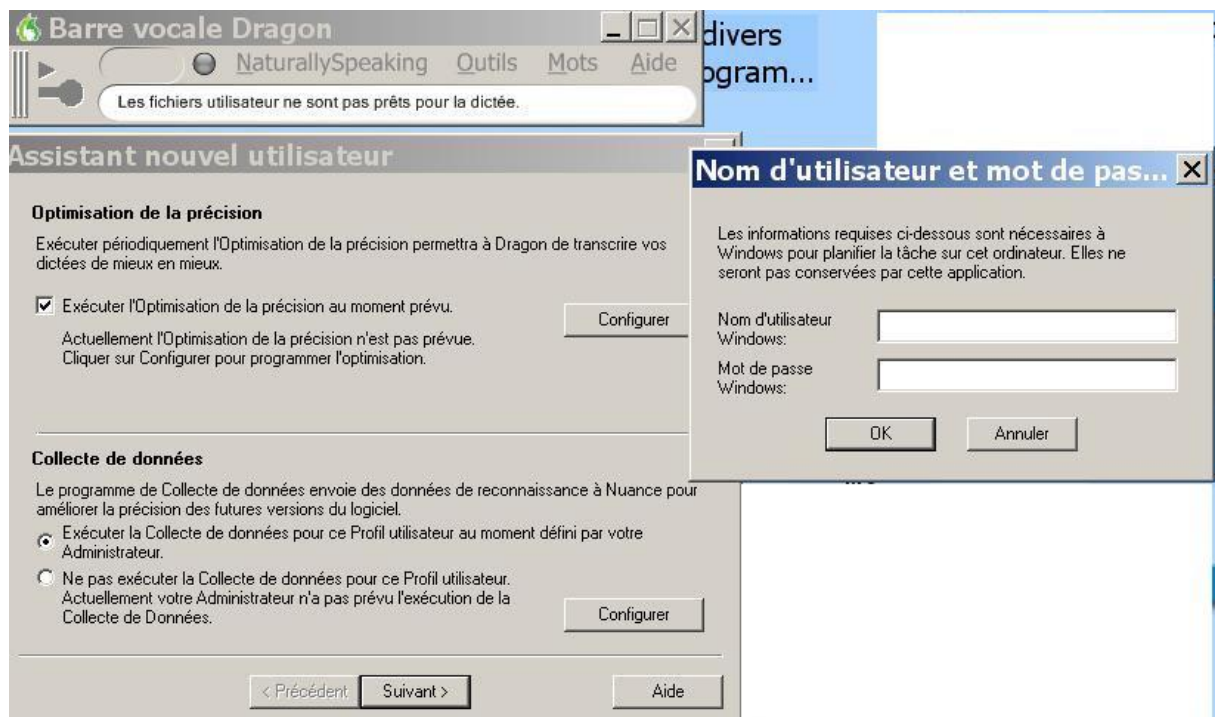 Barre vocale Dragon
NaturallySpeaking Outils Mots Aide
Les fichiers utilisateur ne sont pas prêts pour la dictée.
divers
ogram...
Assistant nouvel utilisateur
Optimisation de la précision
Exécuter périodiquement l'Optimisation de la précision permettra à Dragon de transcrire vos
dictées de mieux en mieux.
Exécuter l'Optimisation de la précision au moment prévu.
Configurer
Actuellement l'Optimisation de la précision n'est pas prévue.
Cliquer sur Configurer pour programmer l'optimisation.
Collecte de données
Le programme de Collecte de données envoie des données de reconnaissance à Nuance pour
améliorer la précision des futures versions du logiciel.
Exécuter la Collecte de données pour ce Profil utilisateur au moment défini par votre
Administrateur.
Ne pas exécuter la Collecte de données pour ce Profil utilisateur.
Actuellement votre Administrateur n'a pas prévu l'exécution de la
Collecte de Données.
Configurer
< Précédent Suivant > Aide
Nom d'utilisateur et mot de pas...
Les informations requises ci-dessous sont nécessaires à
Windows pour planifier la tâche sur cet ordinateur. Elles ne
seront pas conservées par cette application.
Nom d'utilisateur
Windows:
Mot de passe
Windows:
OK Annuler